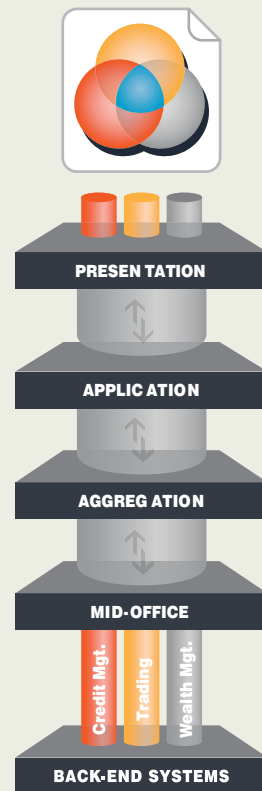 PRESEN TATION
APPLIC ATION
AGGREG ATION
MID-OFFICE
Credit Mgt.
Trading
Wealth Mgt.
BACK-END SYSTEMS